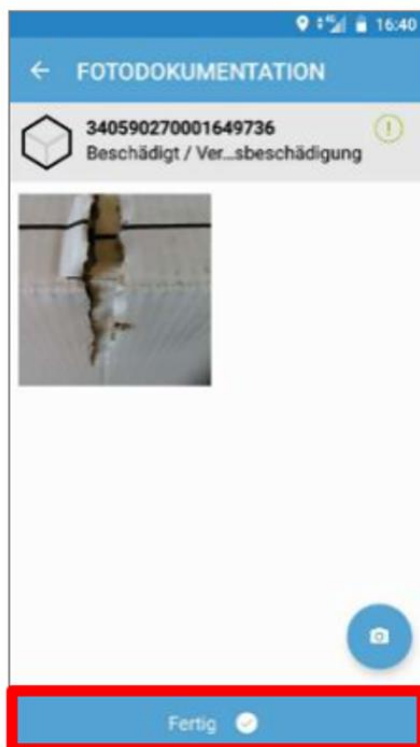 16:40
FOTODOKUMENTATION
340590270001649736
Beschädigt / Ver...sbeschädigung
Fertig